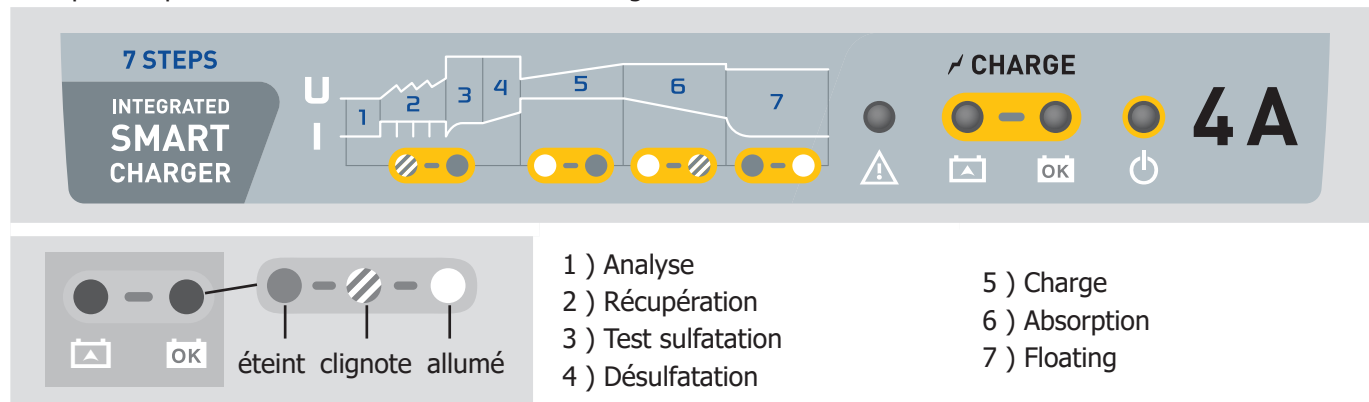 7 STEPS
INTEGRATED
SMART
CHARGER
U
I
1 2 3 4 5 6 7
CHARGE
OK
4 A
OK
éteint clignote allumé
1 ) Analyse
2 ) Récupération
3 ) Test sulfatation
4 ) Désulfatation
5 ) Charge
6 ) Absorption
7 ) Floating